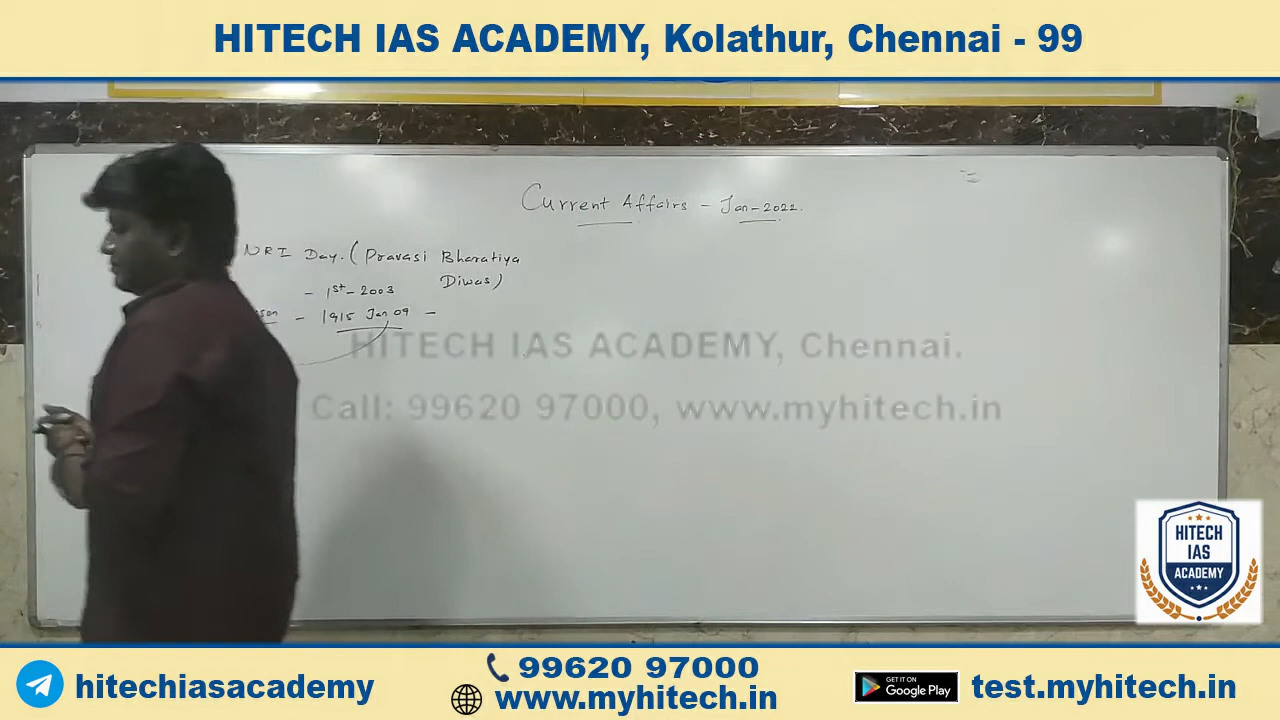 HITECH IAS ACADEMY, Kolathur, Chennai - 99
Current Affairs - Jan-2022.
NRI Day. (Pravasi Bharatiya
Diwas)
- 1st - 2003
- 1915 Jan 09 -
HITECH IAS ACADEMY, Chennai.
Call: 99620 97000, www.myhitech.in
HITECH
IAS
ACADEMY
hitechiasacademy
99620 97000
www.myhitech.in
GET IT ON
Google Play
test.myhitech.in